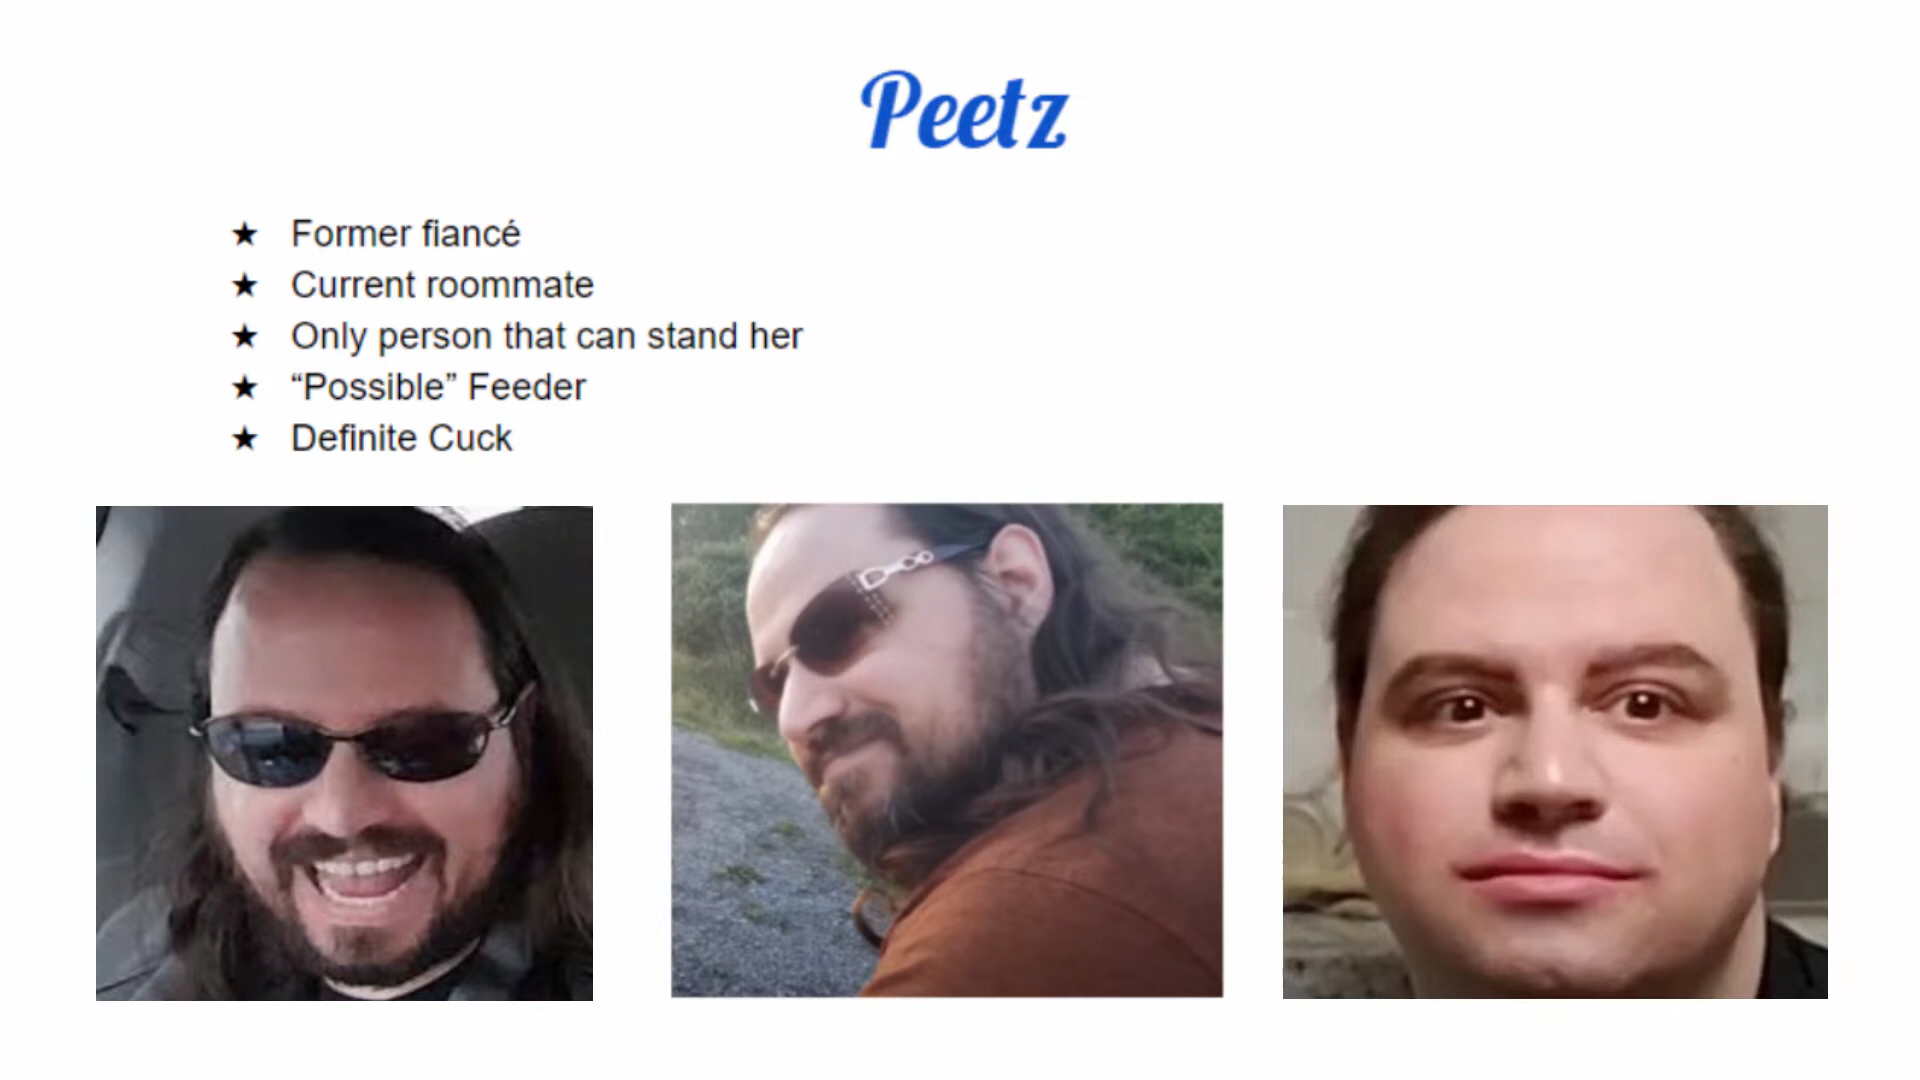 Peetz
★ Former fiancé
★ Current roommate
★ Only person that can stand her
★ “Possible” Feeder
★ Definite Cuck